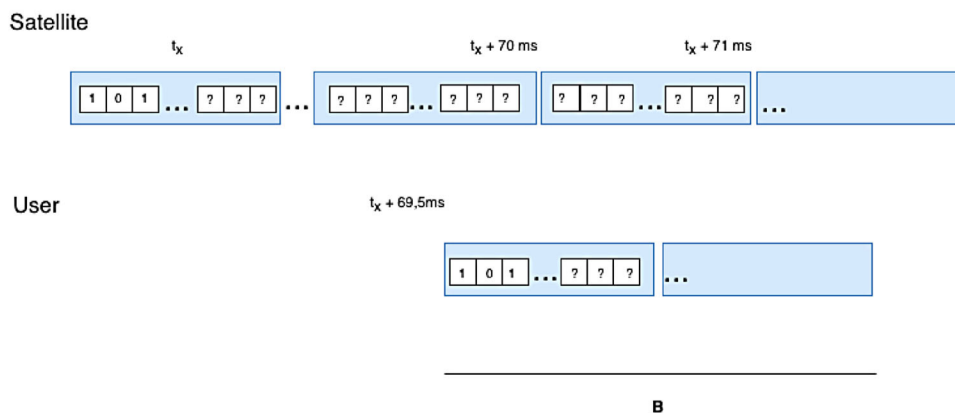 Satellite
tx tx + 70 ms tx + 71 ms
1 0 1 ... ? ? ? ... ? ? ? ... ? ? ? ? ? ? ... ? ? ? ...
User
tx + 69,5ms
1 0 1 ... ? ? ? ...
B